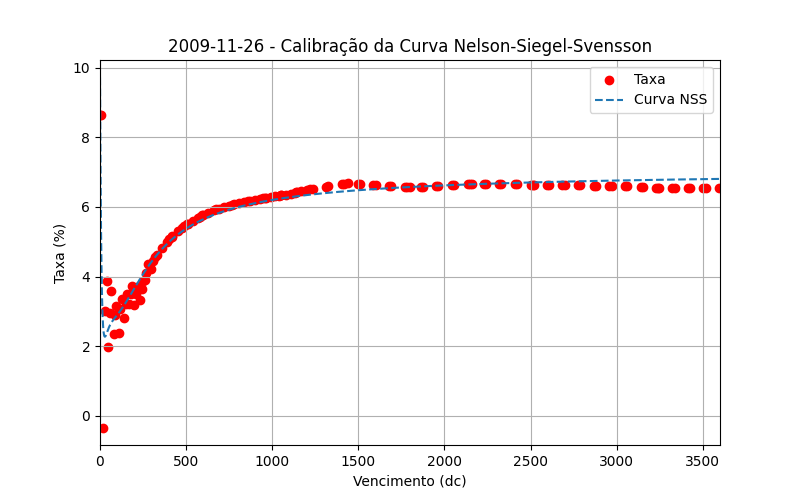 2009-11-26 - Calibração da Curva Nelson-Siegel-Svensson
Taxa
Curva NSS
Taxa (%)
10
8
6
4
2
0
0 500 1000 1500 2000 2500 3000 3500
Vencimento (dc)